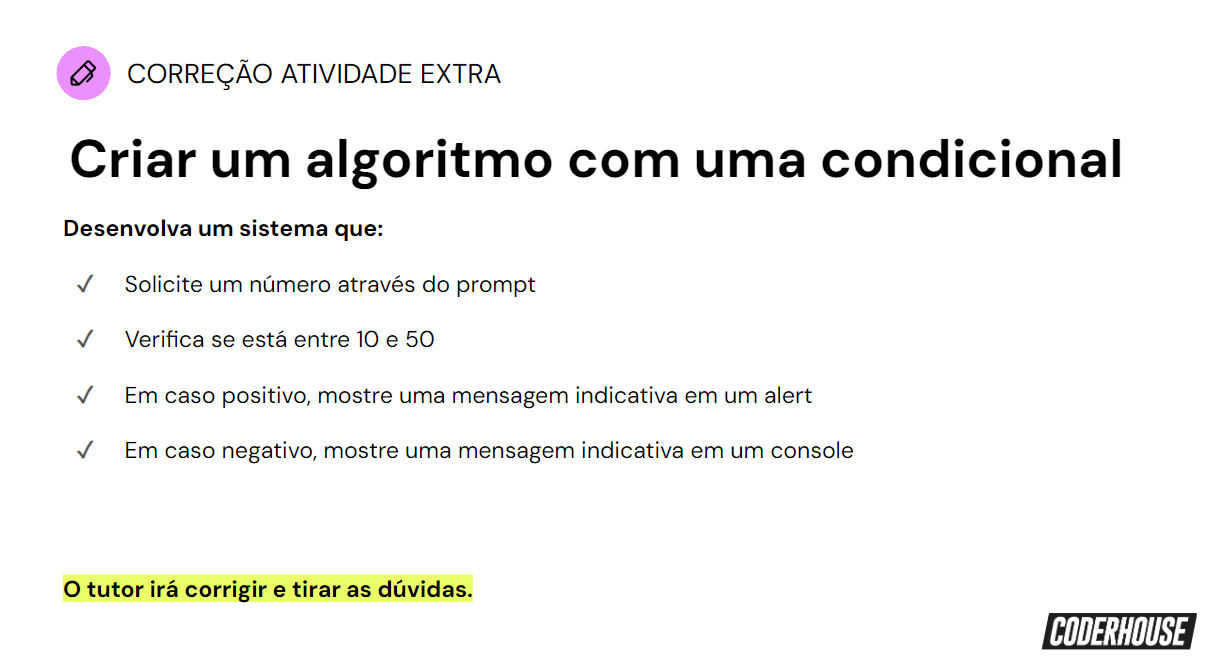 CORREÇÃO ATIVIDADE EXTRA
Criar um algoritmo com uma condicional
Desenvolva um sistema que:
✓ Solicite um número através do prompt
✓ Verifica se está entre 10 e 50
✓ Em caso positivo, mostre uma mensagem indicativa em um alert
✓ Em caso negativo, mostre uma mensagem indicativa em um console
O tutor irá corrigir e tirar as dúvidas.
CODERHOUSE